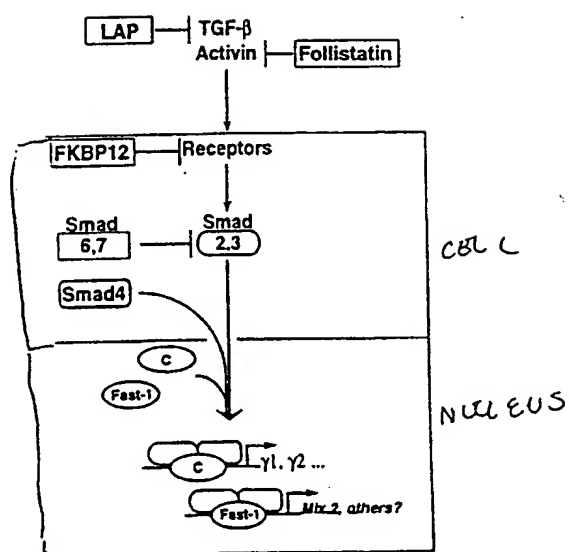 LAP TGF-β
Activin Follistatin
FKBP12 Receptors
Smad 6,7 Smad 2,3
CELL
Smad4
C
Fast-1
NUCLEUS
C γ1, γ2 ...
Fast-1 Mix.2, others?